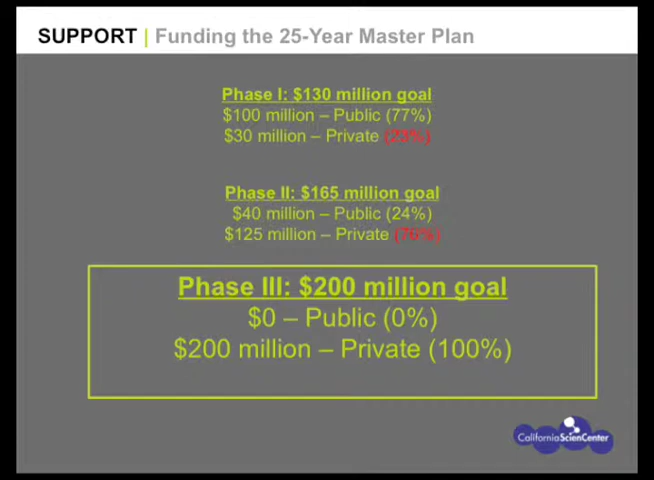 SUPPORT | Funding the 25-Year Master Plan
Phase I: $130 million goal
$100 million – Public (77%)
$30 million – Private (23%)
Phase II: $165 million goal
$40 million – Public (24%)
$125 million – Private (76%)
Phase III: $200 million goal
$0 – Public (0%)
$200 million – Private (100%)
CaliforniaScienCenter